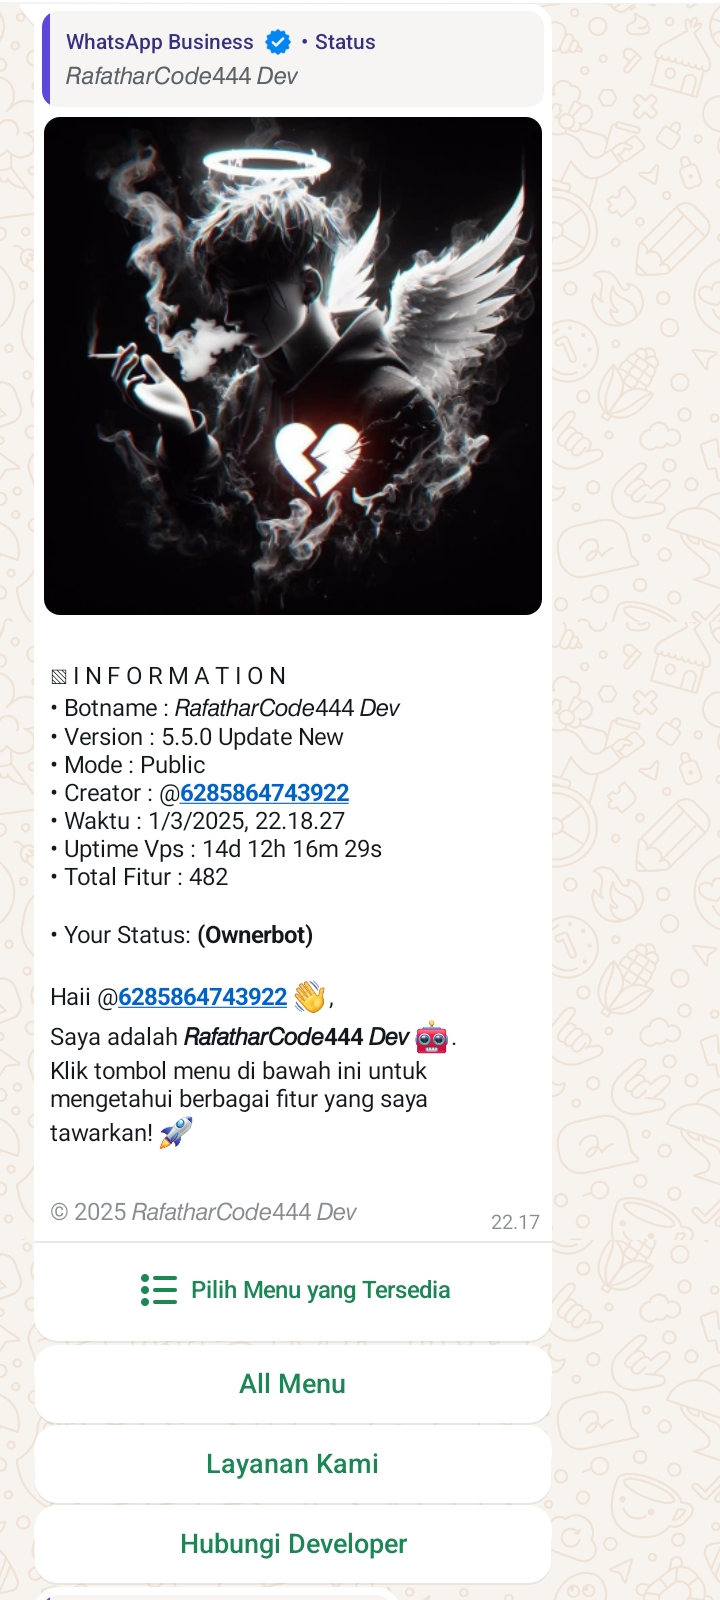 WhatsApp Business • Status
RafatharCode444 Dev
▧ I N F O R M A T I O N
• Botname : RafatharCode444 Dev
• Version : 5.5.0 Update New
• Mode : Public
• Creator : @6285864743922
• Waktu : 1/3/2025, 22.18.27
• Uptime Vps : 14d 12h 16m 29s
• Total Fitur : 482
• Your Status: (Ownerbot)
Haii @6285864743922 👋,
Saya adalah RafatharCode444 Dev 🤖.
Klik tombol menu di bawah ini untuk
mengetahui berbagai fitur yang saya
tawarkan! 🚀
© 2025 RafatharCode444 Dev
22.17
Pilih Menu yang Tersedia
All Menu
Layanan Kami
Hubungi Developer